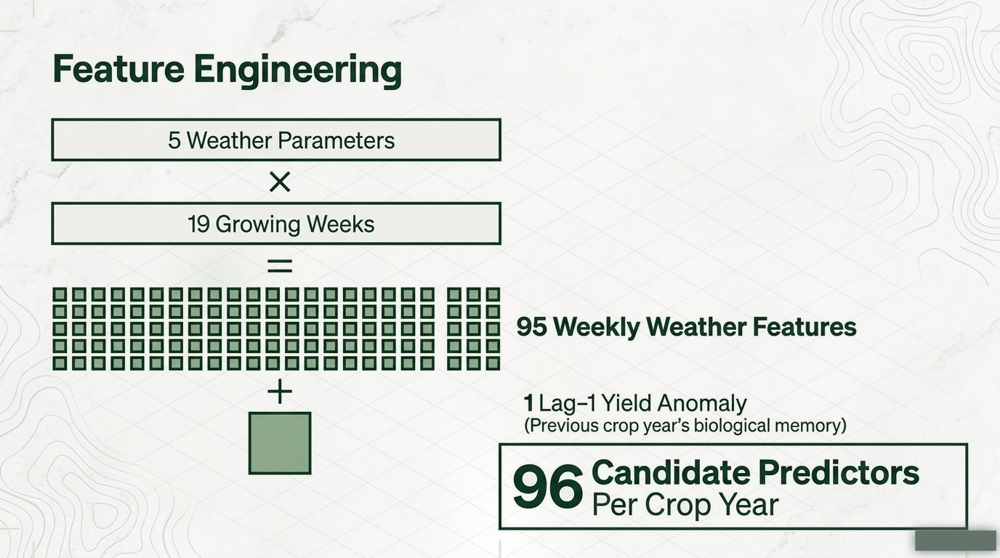 Feature Engineering
5 Weather Parameters
×
19 Growing Weeks
=
95 Weekly Weather Features
+
1 Lag–1 Yield Anomaly
(Previous crop year’s biological memory)
96 Candidate Predictors
Per Crop Year